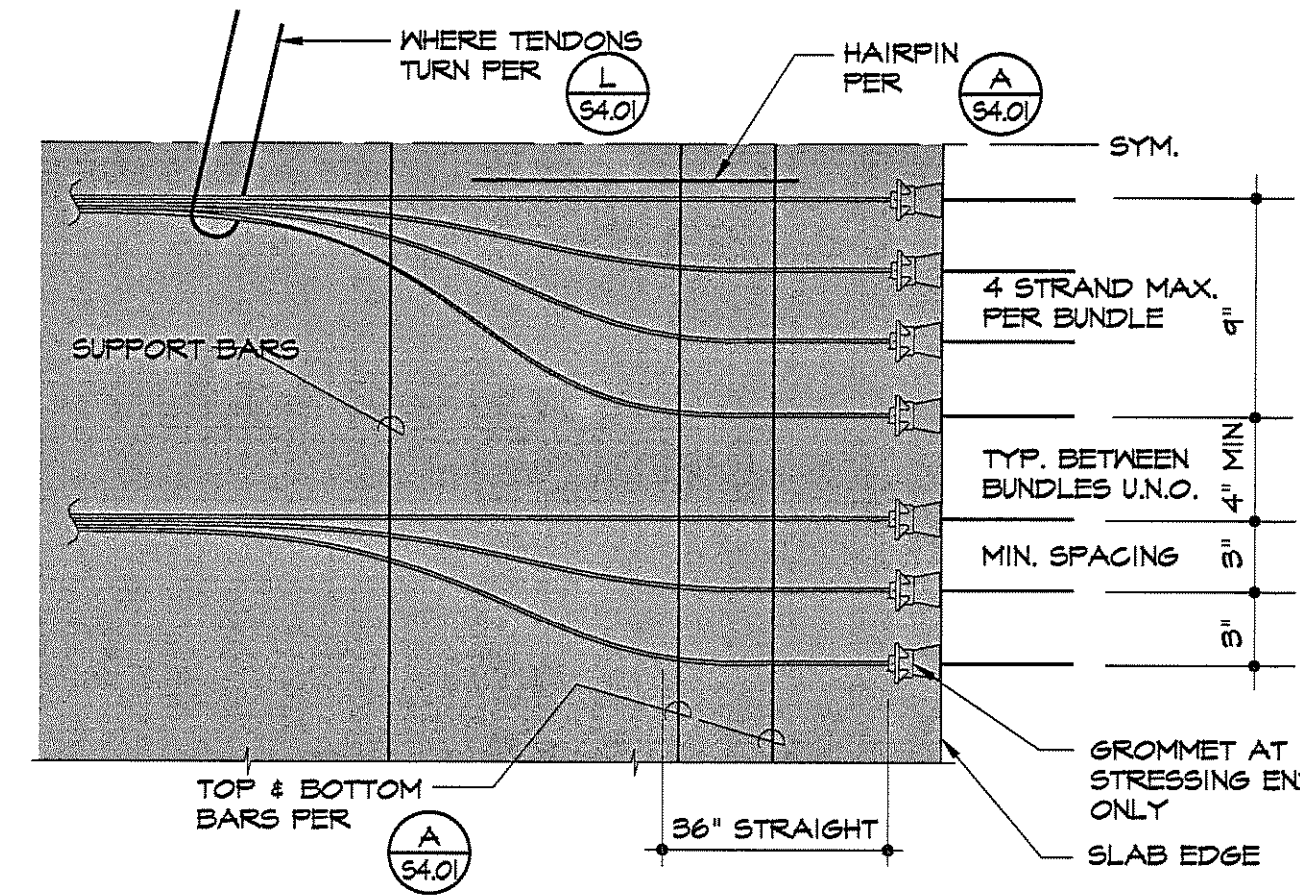 WHERE TENDONS
TURN PER
L
S4.01
HAIRPIN
PER
A
S4.01
SYM.
4 STRAND MAX.
PER BUNDLE
9"
SUPPORT BARS
TYP. BETWEEN
BUNDLES U.N.O.
4" MIN
MIN. SPACING
3"
3"
TOP & BOTTOM
BARS PER
A
S4.01
36" STRAIGHT
GROMMET AT
STRESSING EN
ONLY
SLAB EDGE